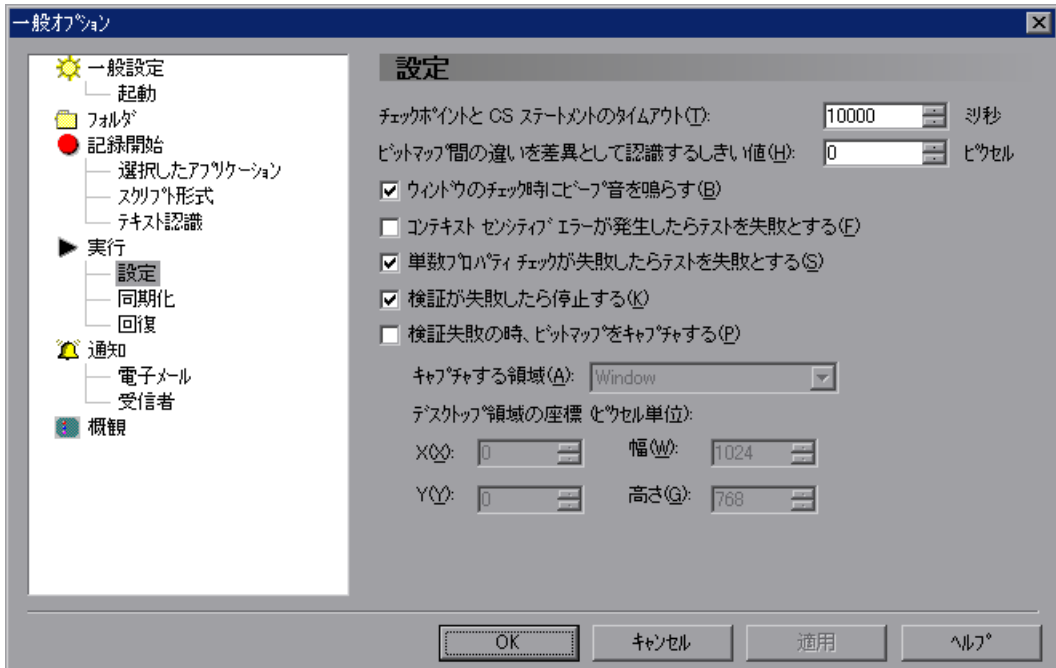 一般ｵﾌﾟｼｮﾝ
一般設定
起動
ﾌｫﾙﾀﾞ
記録開始
選択したｱﾌﾟﾘｹｰｼｮﾝ
ｽｸﾘﾌﾟﾄ形式
ﾃｷｽﾄ認識
実行
設定
同期化
回復
通知
電子ﾒｰﾙ
受信者
概観
設定
ﾁｪｯｸﾎﾟｲﾝﾄと CS ｽﾃｰﾄﾒﾝﾄのﾀｲﾑｱｳﾄ(T): 10000 ﾐﾘ秒
ﾋﾞｯﾄﾏｯﾌﾟ間の違いを差異として認識するしきい値(H): 0 ﾋﾟｸｾﾙ
ｳｨﾝﾄﾞｳのﾁｪｯｸ時にﾋﾞｰﾌﾟ音を鳴らす(B)
ｺﾝﾃｷｽﾄ ｾﾝｼﾃｨﾌﾞ ｴﾗｰが発生したらﾃｽﾄを失敗とする(F)
単数ﾌﾟﾛﾊﾟﾃｨ ﾁｪｯｸが失敗したらﾃｽﾄを失敗とする(S)
検証が失敗したら停止する(K)
検証失敗の時、ﾋﾞｯﾄﾏｯﾌﾟをｷｬﾌﾟﾁｬする(P)
ｷｬﾌﾟﾁｬする領域(A): Window
ﾃﾞｽｸﾄｯﾌﾟ領域の座標 (ﾋﾟｸｾﾙ単位):
X(X): 0 幅(W): 1024
Y(Y): 0 高さ(G): 768
OK ｷｬﾝｾﾙ 適用 ﾍﾙﾌﾟ